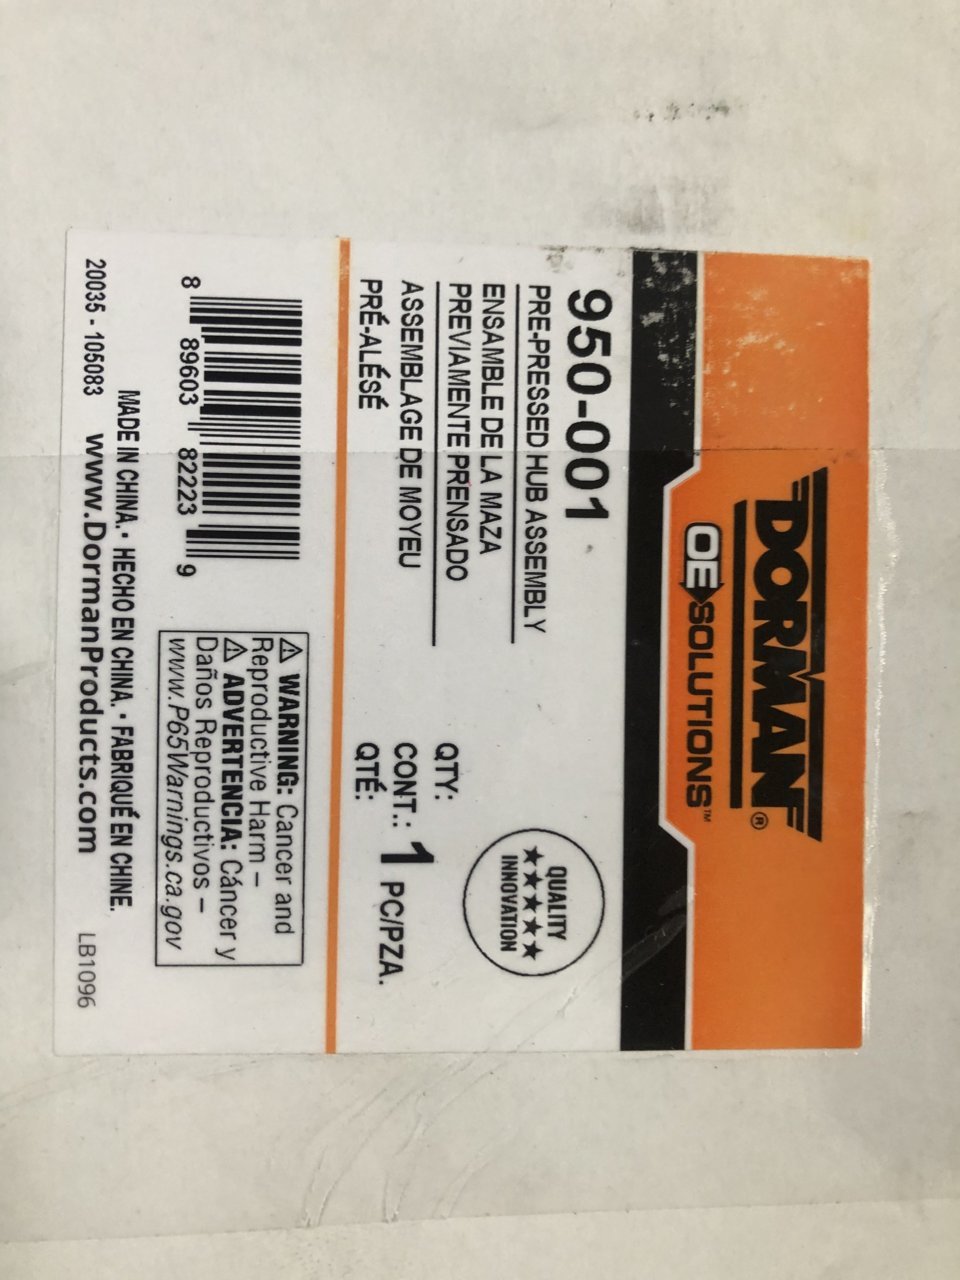 DORMAN®
OE SOLUTIONS™
950-001
PRE-PRESSED HUB ASSEMBLY
ENSAMBLE DE LA MAZA
PREVIAMENTE PRENSADO
ASSEMBLAGE DE MOYEU
PRÉ-ALÉSÉ
QUALITY
★★★★★
INNOVATION
QTY:
CONT.: 1 PC/PZA.
QTÉ:
8 89603 82223 9
⚠ WARNING: Cancer and
Reproductive Harm –
⚠ ADVERTENCIA: Cáncer y
Daños Reproductivos –
www.P65Warnings.ca.gov
MADE IN CHINA. • HECHO EN CHINA. • FABRIQUÉ EN CHINE.
20035 - 105083 www.DormanProducts.com LB1096